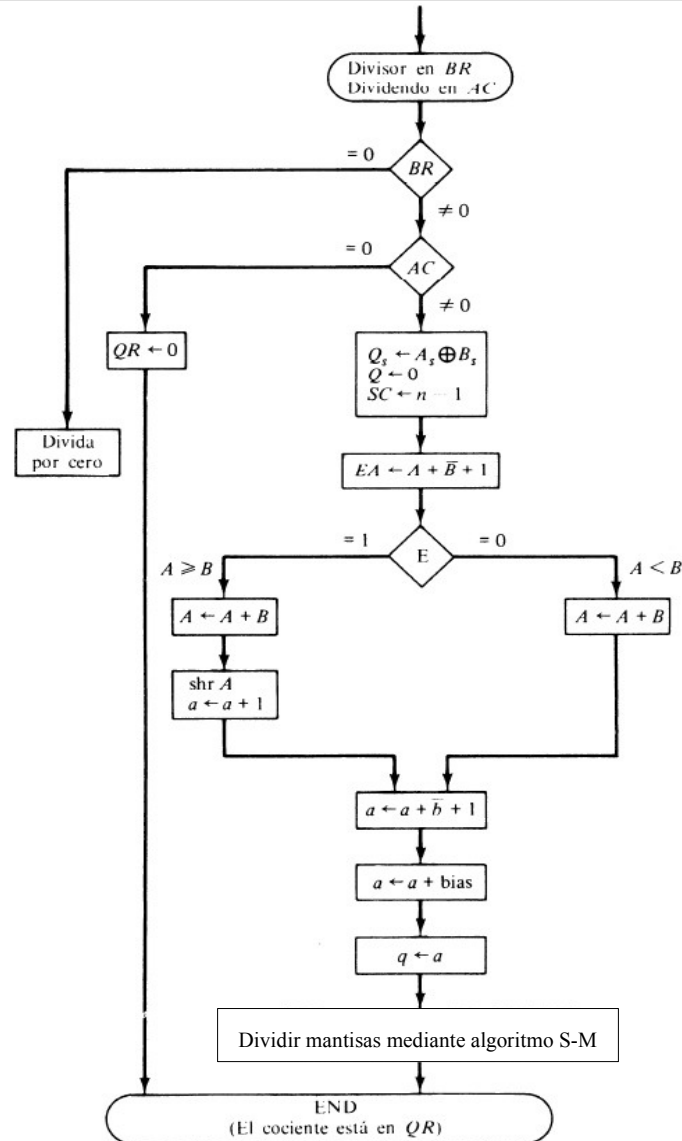 Divisor en BR
Dividendo en AC
= 0
BR
≠ 0
= 0
AC
≠ 0
QR ← 0
Qₛ ← Aₛ ⊕ Bₛ
Q ← 0
SC ← n − 1
Divida
por cero
EA ← A + B̅ + 1
= 1
E
= 0
A ⩾ B
A < B
A ← A + B
A ← A + B
shr A
a ← a + 1
a ← a + b̅ + 1
a ← a + bias
q ← a
Dividir mantisas mediante algoritmo S-M
END
(El cociente está en QR)